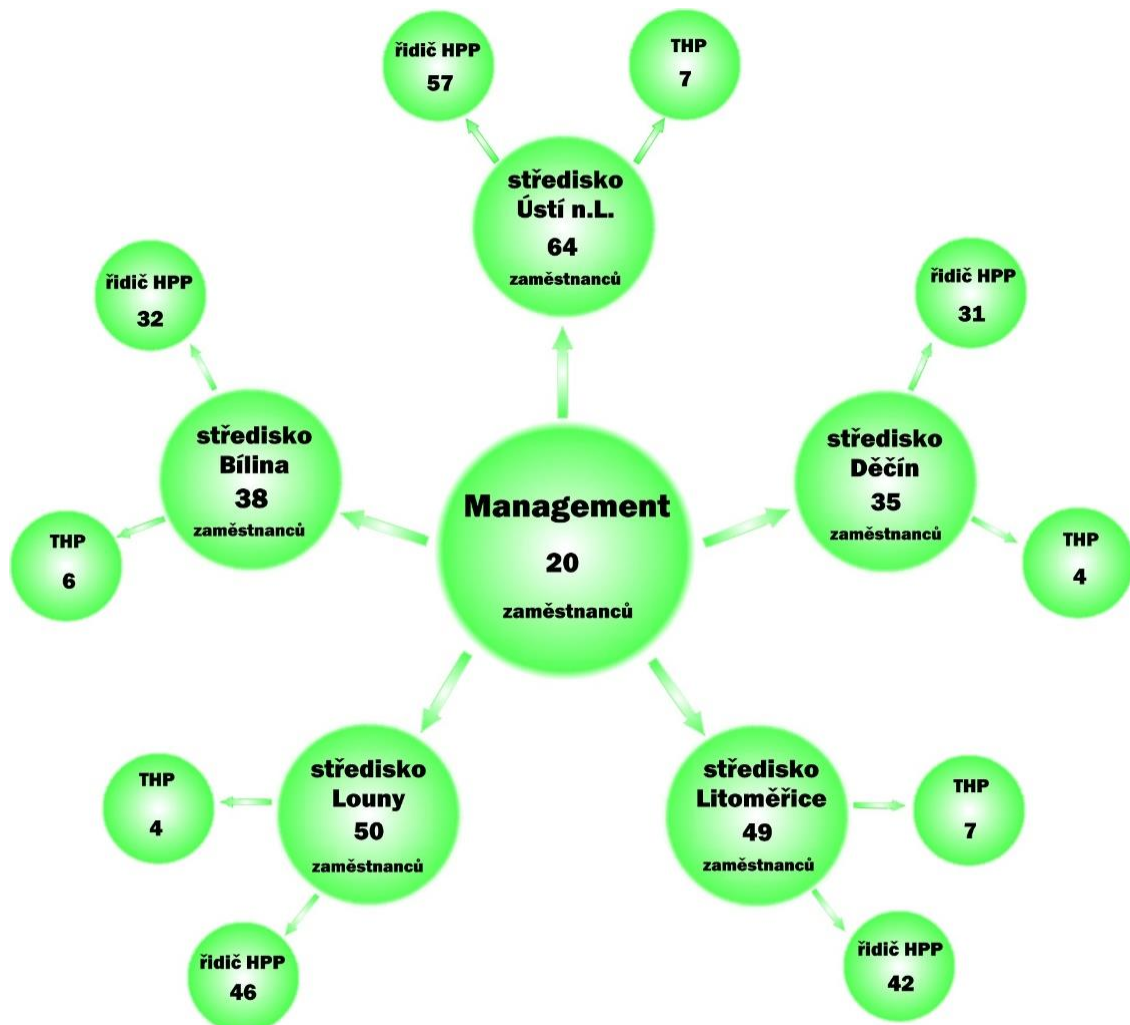 řidič HPP
57
THP
7
středisko
Ústí n.L.
64
zaměstnanců
řidič HPP
32
středisko
Bílina
38
zaměstnanců
THP
6
řidič HPP
31
středisko
Děčín
35
zaměstnanců
THP
4
Management
20
zaměstnanců
středisko
Louny
50
zaměstnanců
THP
4
řidič HPP
46
středisko
Litoměřice
49
zaměstnanců
THP
7
řidič HPP
42